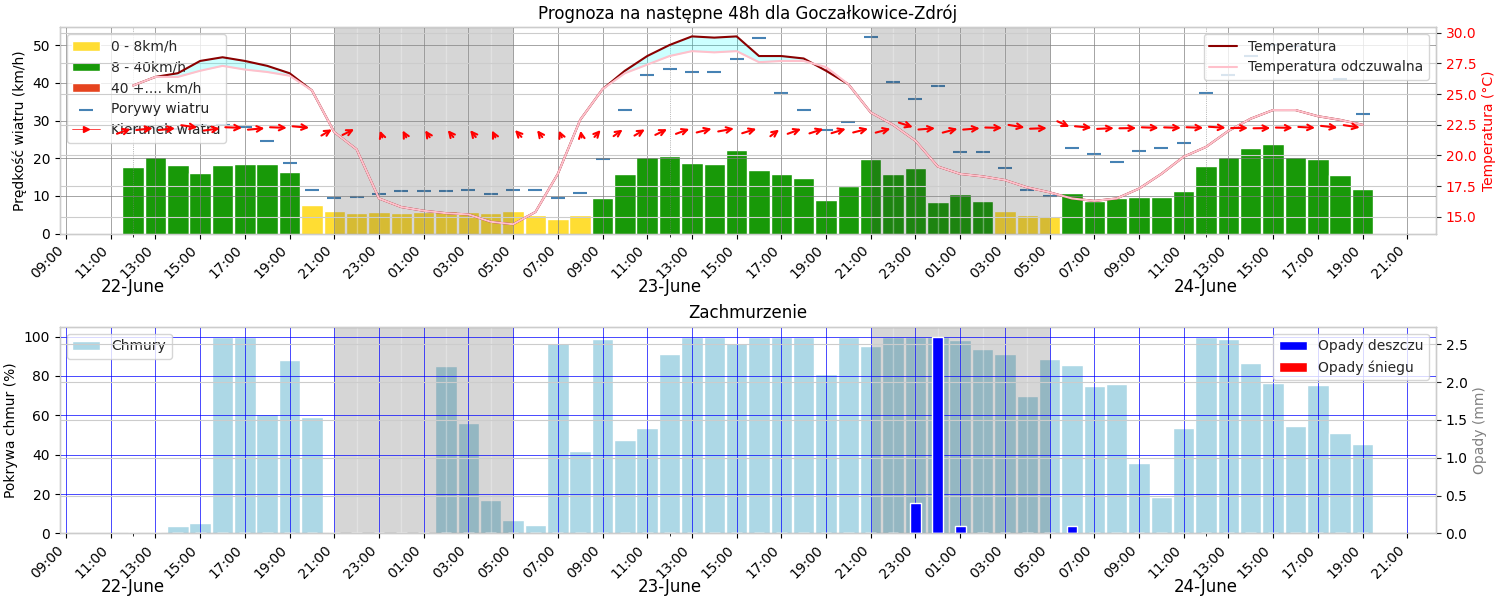 Prognoza na następne 48h dla Goczałkowice-Zdrój
Prędkość wiatru (km/h)
50
40
30
20
10
0
0 - 8km/h
8 - 40km/h
40 +.... km/h
Porywy wiatru
Kierunek wiatru
Temperatura
Temperatura odczuwalna
30.0
27.5
25.0
22.5
20.0
17.5
15.0
Temperatura (°C)
09:00 11:00 13:00 15:00 17:00 19:00 21:00 23:00 01:00 03:00 05:00 07:00 09:00 11:00 13:00 15:00 17:00 19:00 21:00 23:00 01:00 03:00 05:00 07:00 09:00 11:00 13:00 15:00 17:00 19:00 21:00
22-June 23-June 24-June
Zachmurzenie
Pokrywa chmur (%)
100
80
60
40
20
0
Chmury
Opady deszczu
Opady śniegu
2.5
2.0
1.5
1.0
0.5
0.0
Opady (mm)
09:00 11:00 13:00 15:00 17:00 19:00 21:00 23:00 01:00 03:00 05:00 07:00 09:00 11:00 13:00 15:00 17:00 19:00 21:00 23:00 01:00 03:00 05:00 07:00 09:00 11:00 13:00 15:00 17:00 19:00 21:00
22-June 23-June 24-June